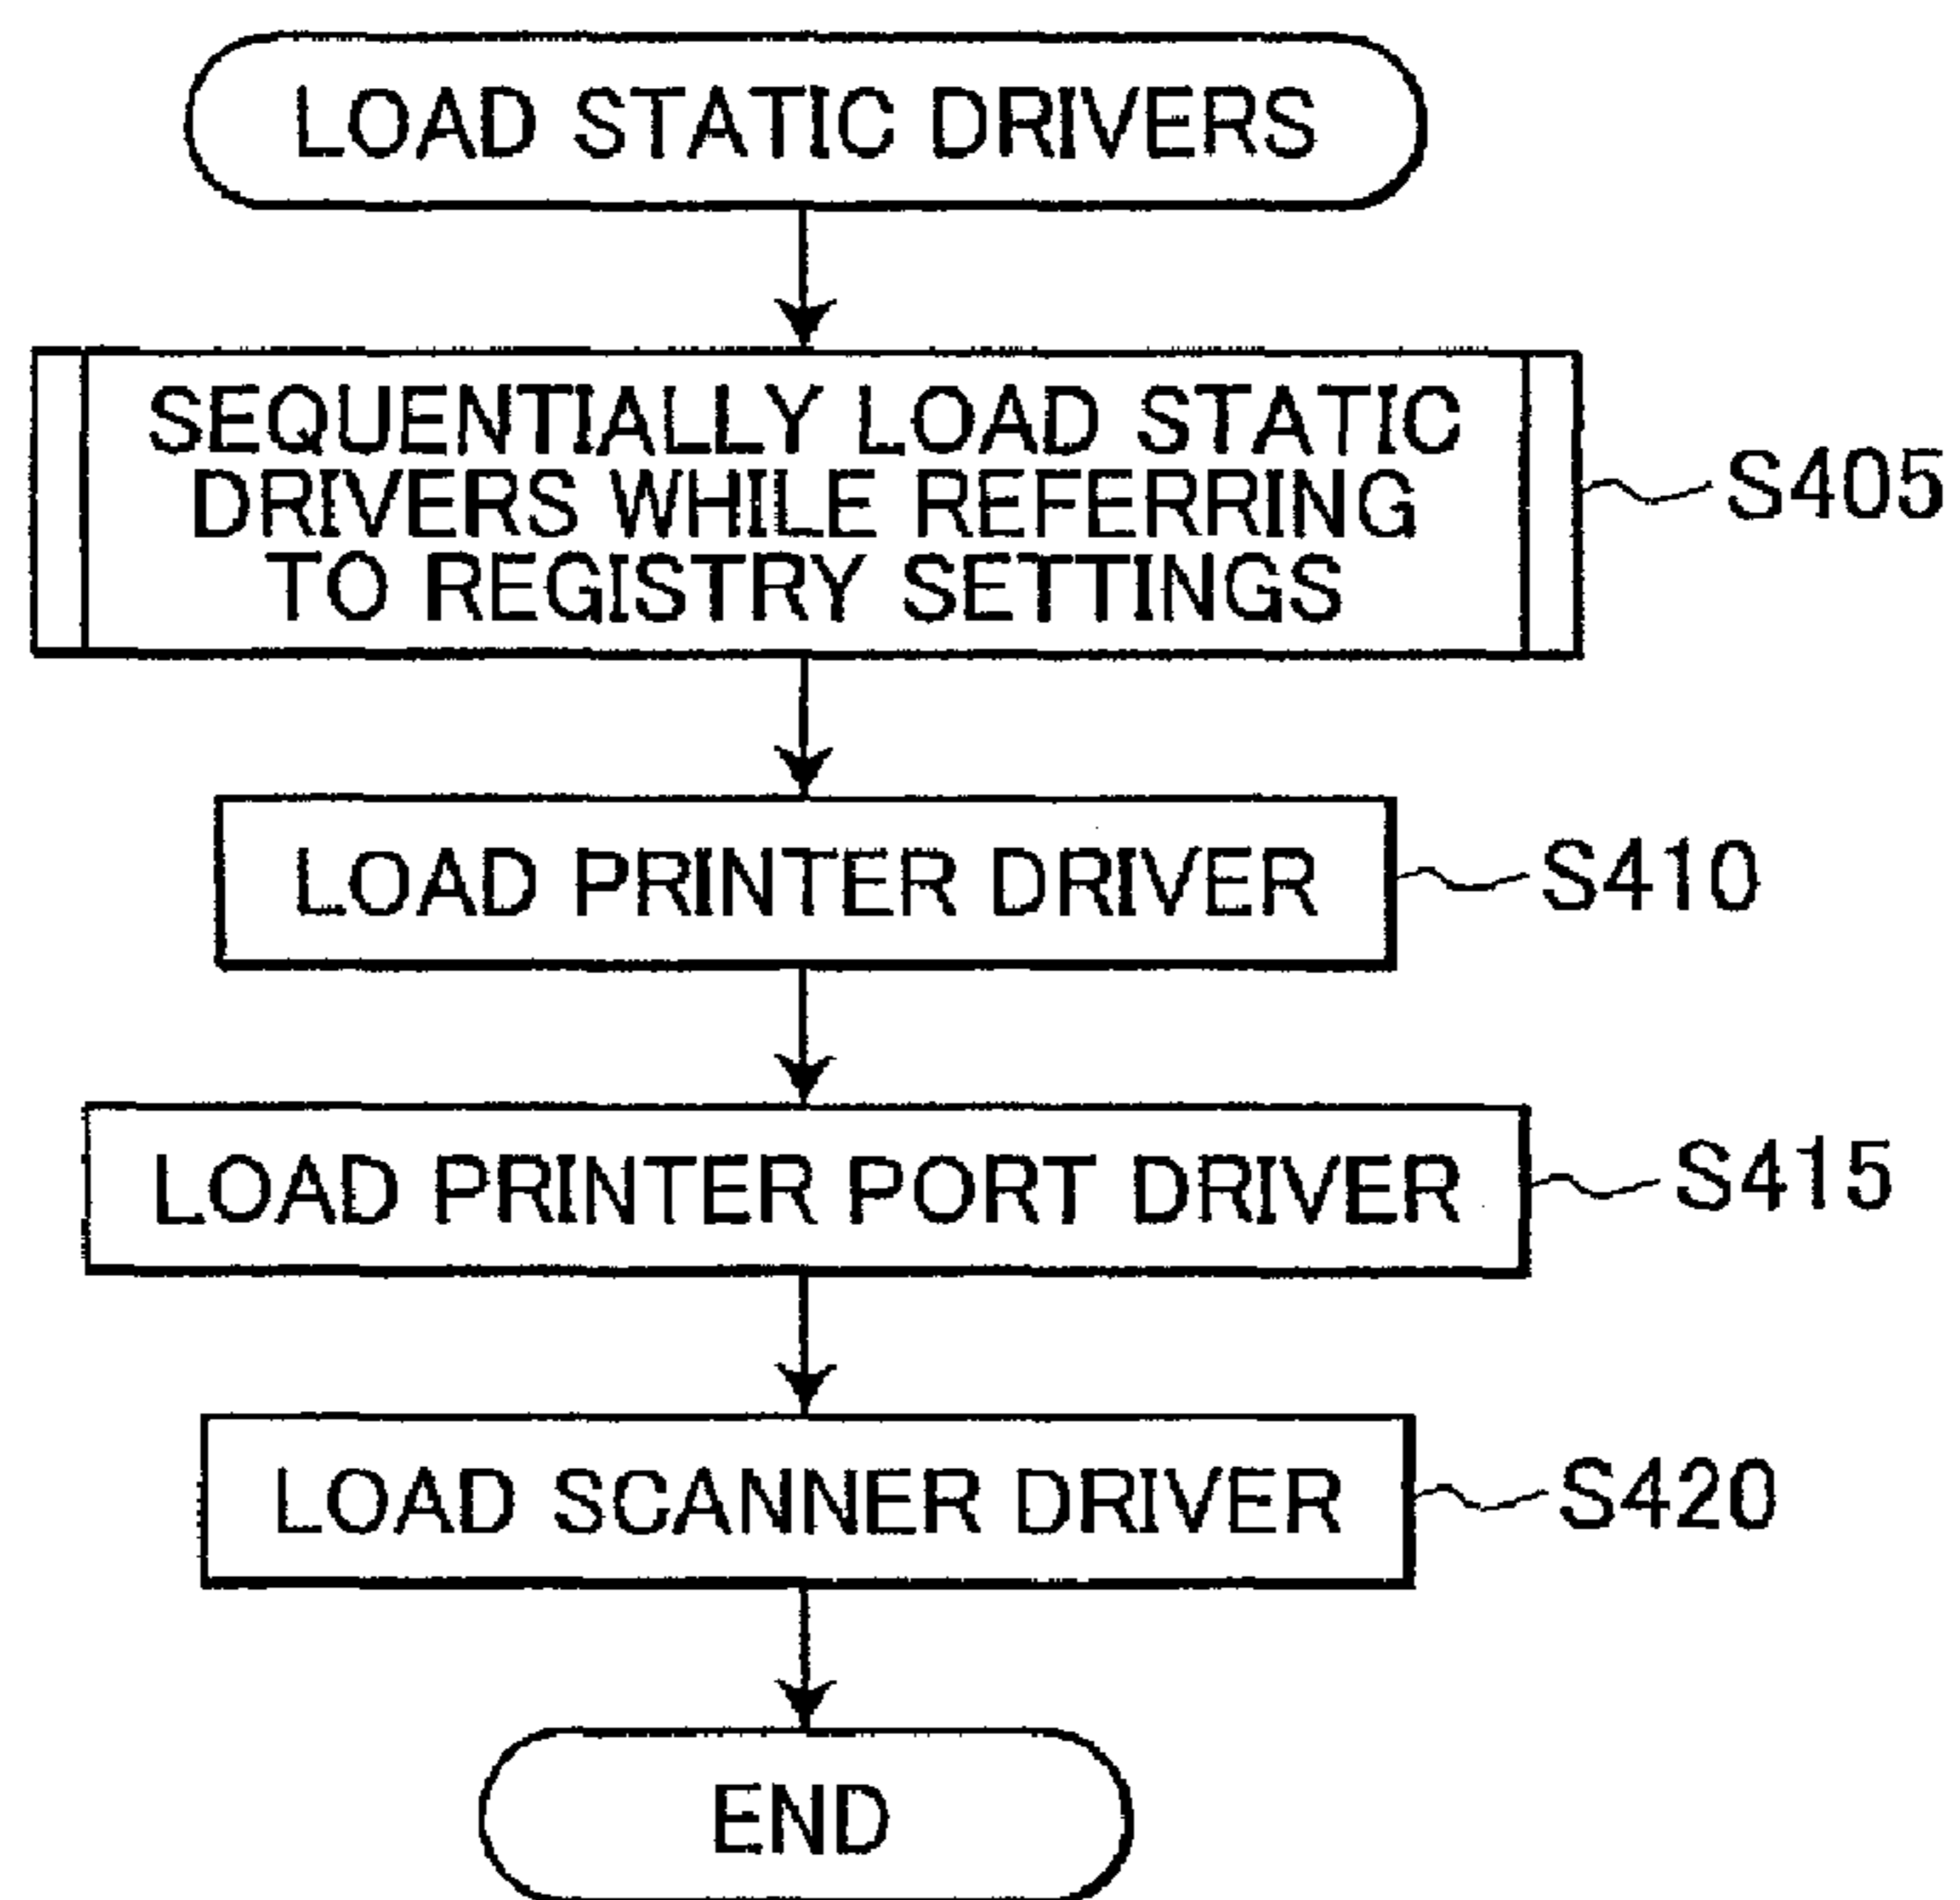 LOAD STATIC DRIVERS
SEQUENTIALLY LOAD STATIC
DRIVERS WHILE REFERRING
TO REGISTRY SETTINGS
S405
LOAD PRINTER DRIVER
S410
LOAD PRINTER PORT DRIVER
S415
LOAD SCANNER DRIVER
S420
END